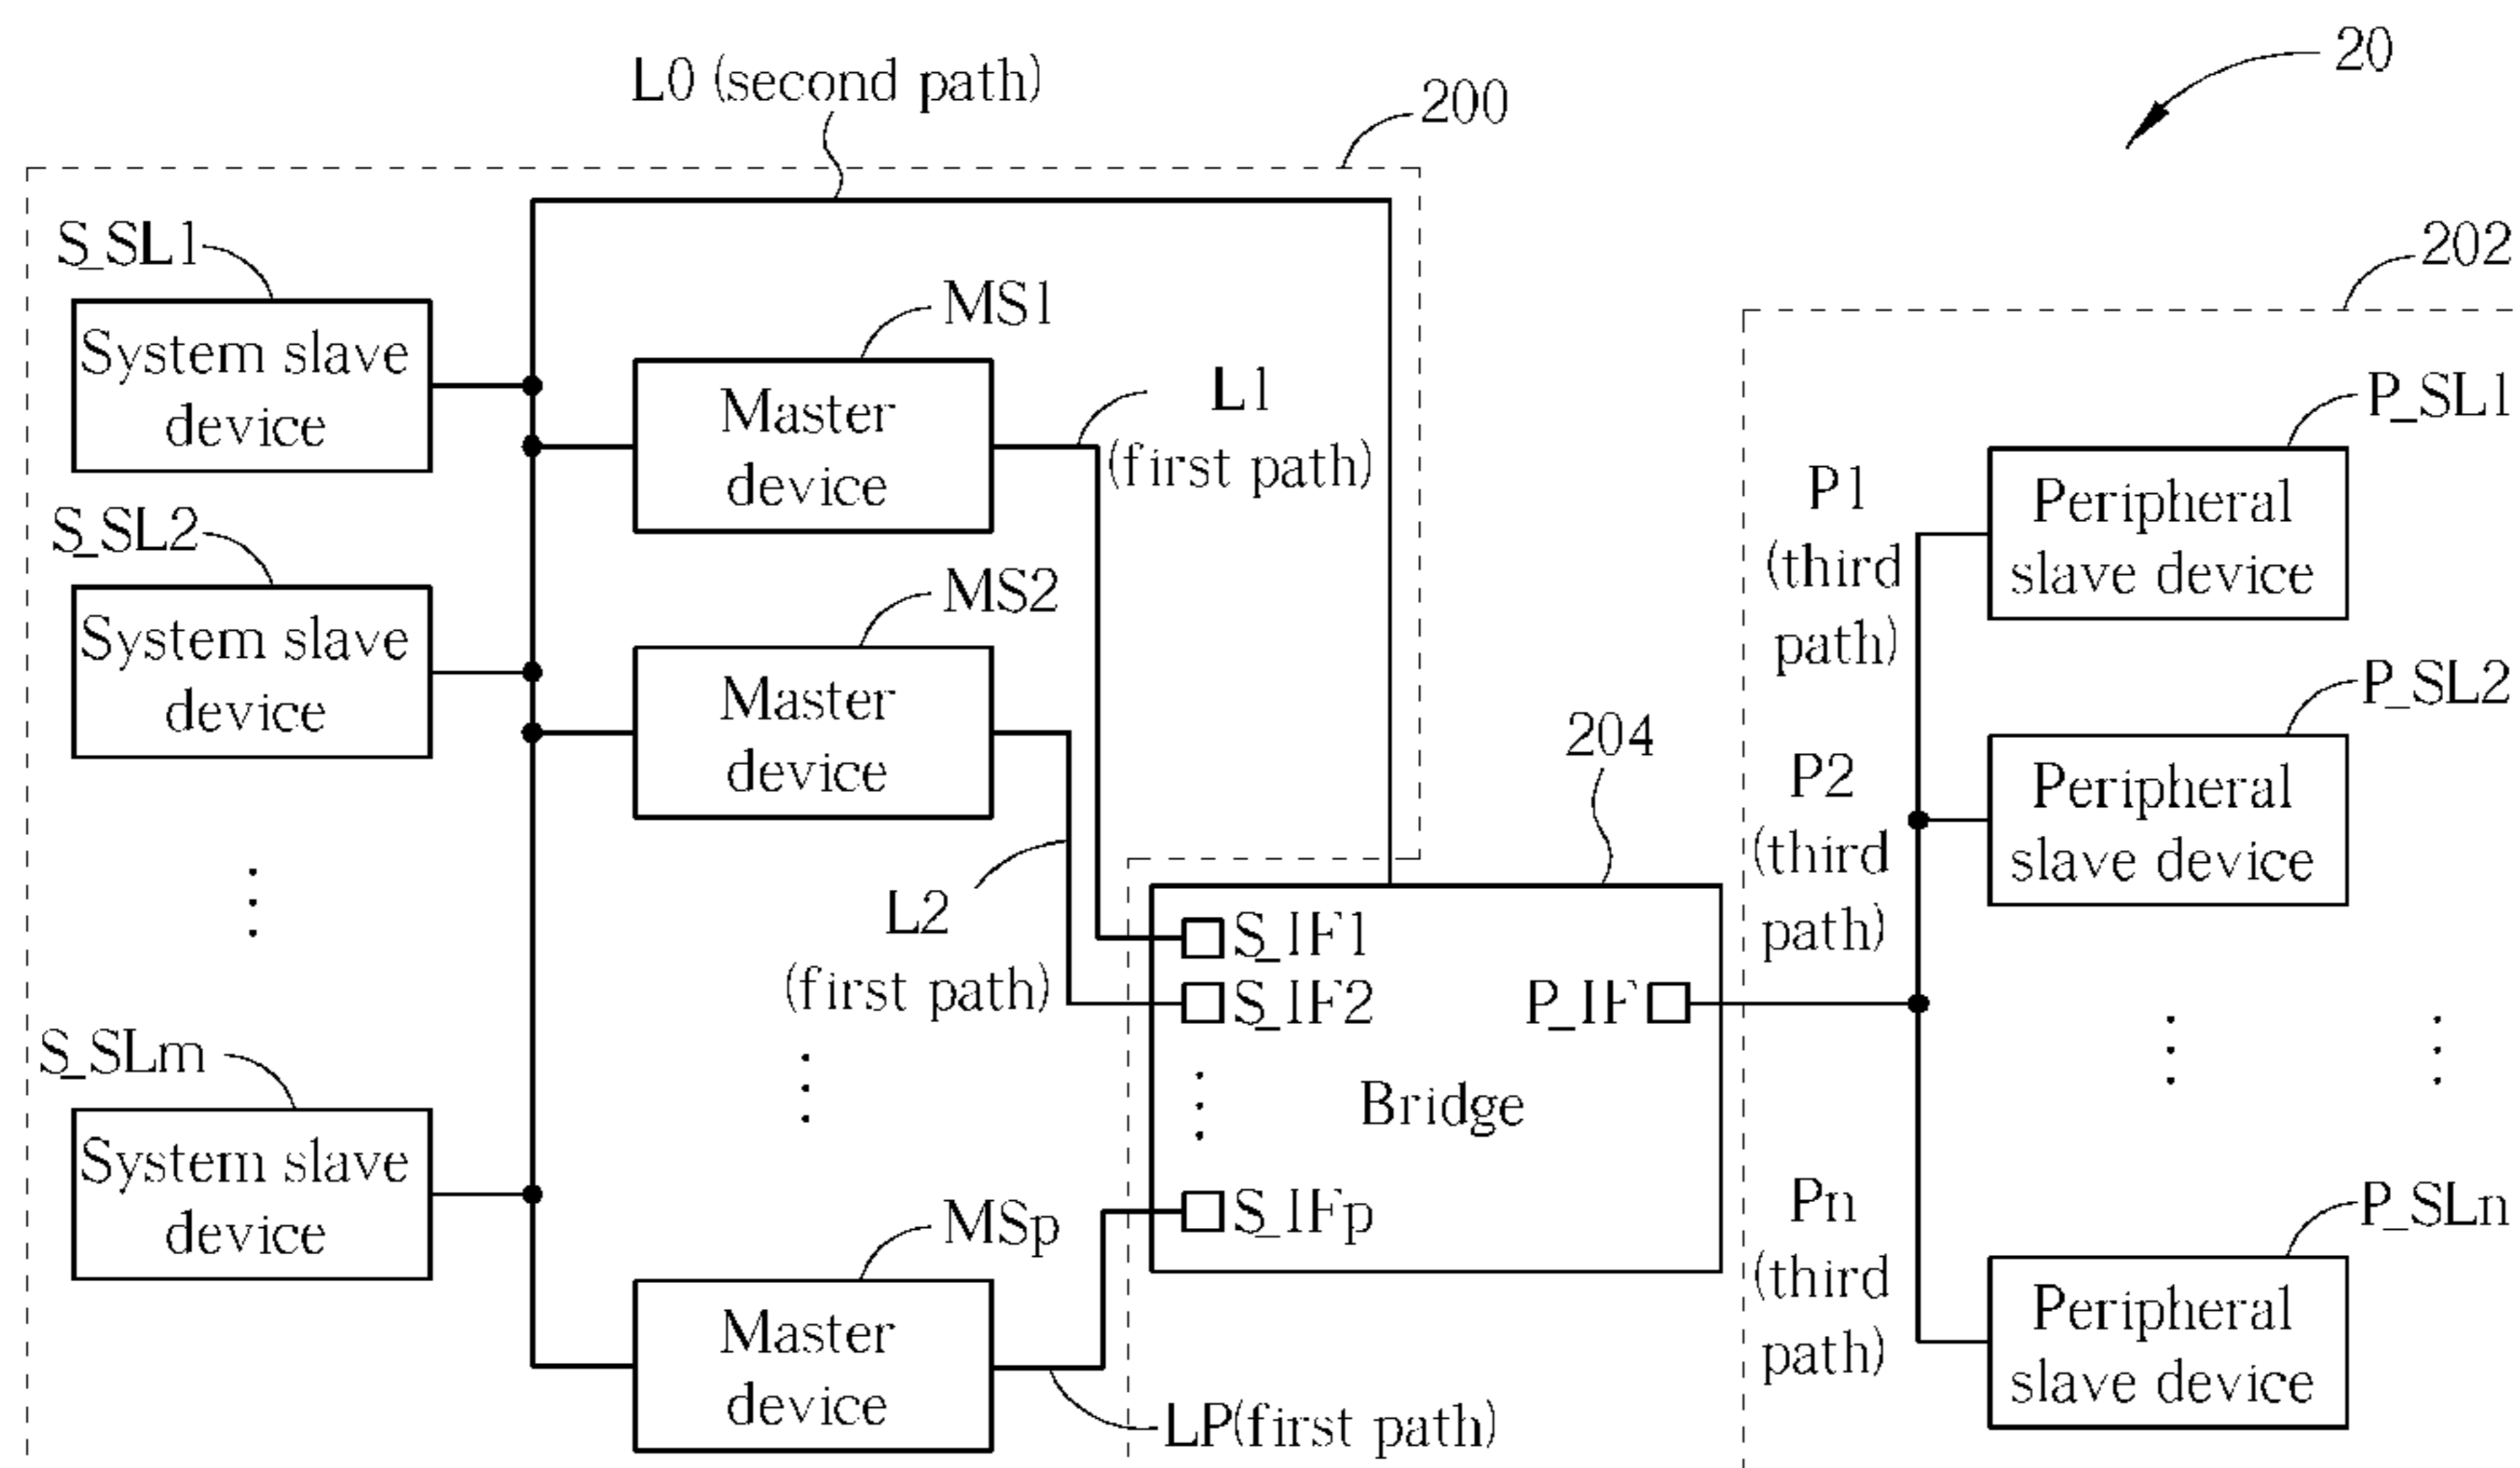 20
L0 (second path)
200
202
S_SL1
System slave
device
MS1
Master
device
L1
(first path)
P_SL1
Peripheral
slave device
P1
(third
path)
S_SL2
System slave
device
MS2
Master
device
L2
(first path)
204
P_SL2
Peripheral
slave device
P2
(third
path)
S_IF1
S_IF2
P_IF
Bridge
S_IFp
S_SLm
System slave
device
MSp
Master
device
LP(first path)
Pn
(third
path)
P_SLn
Peripheral
slave device